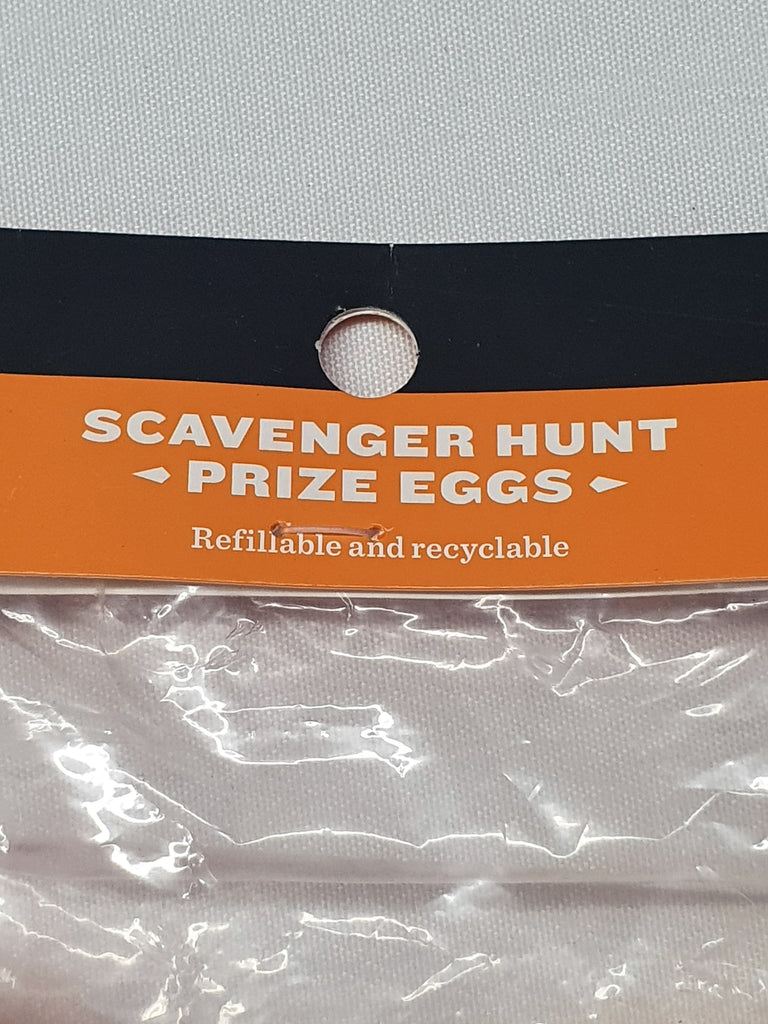 SCAVENGER HUNT
PRIZE EGGS
Refillable and recyclable